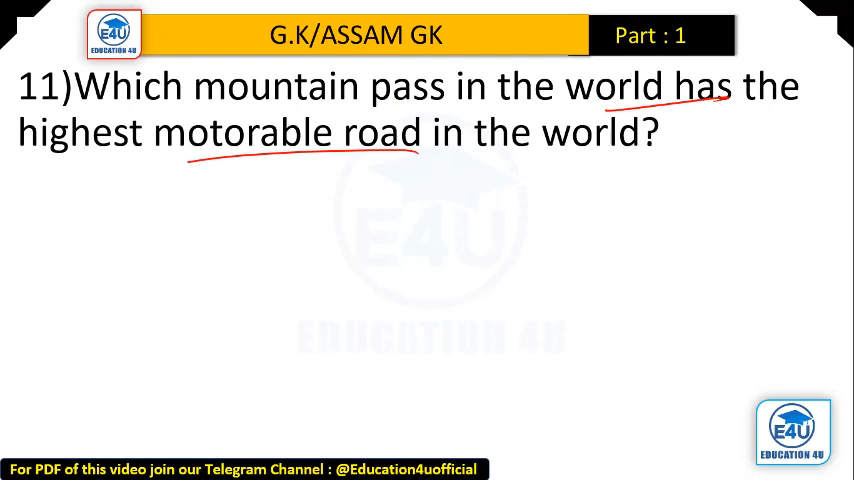 E4U
EDUCATION 4U
G.K/ASSAM GK
Part : 1
11)Which mountain pass in the world has the
highest motorable road in the world?
E4U
EDUCATION 4U
E4U
EDUCATION 4U
For PDF of this video join our Telegram Channel : @Education4uofficial